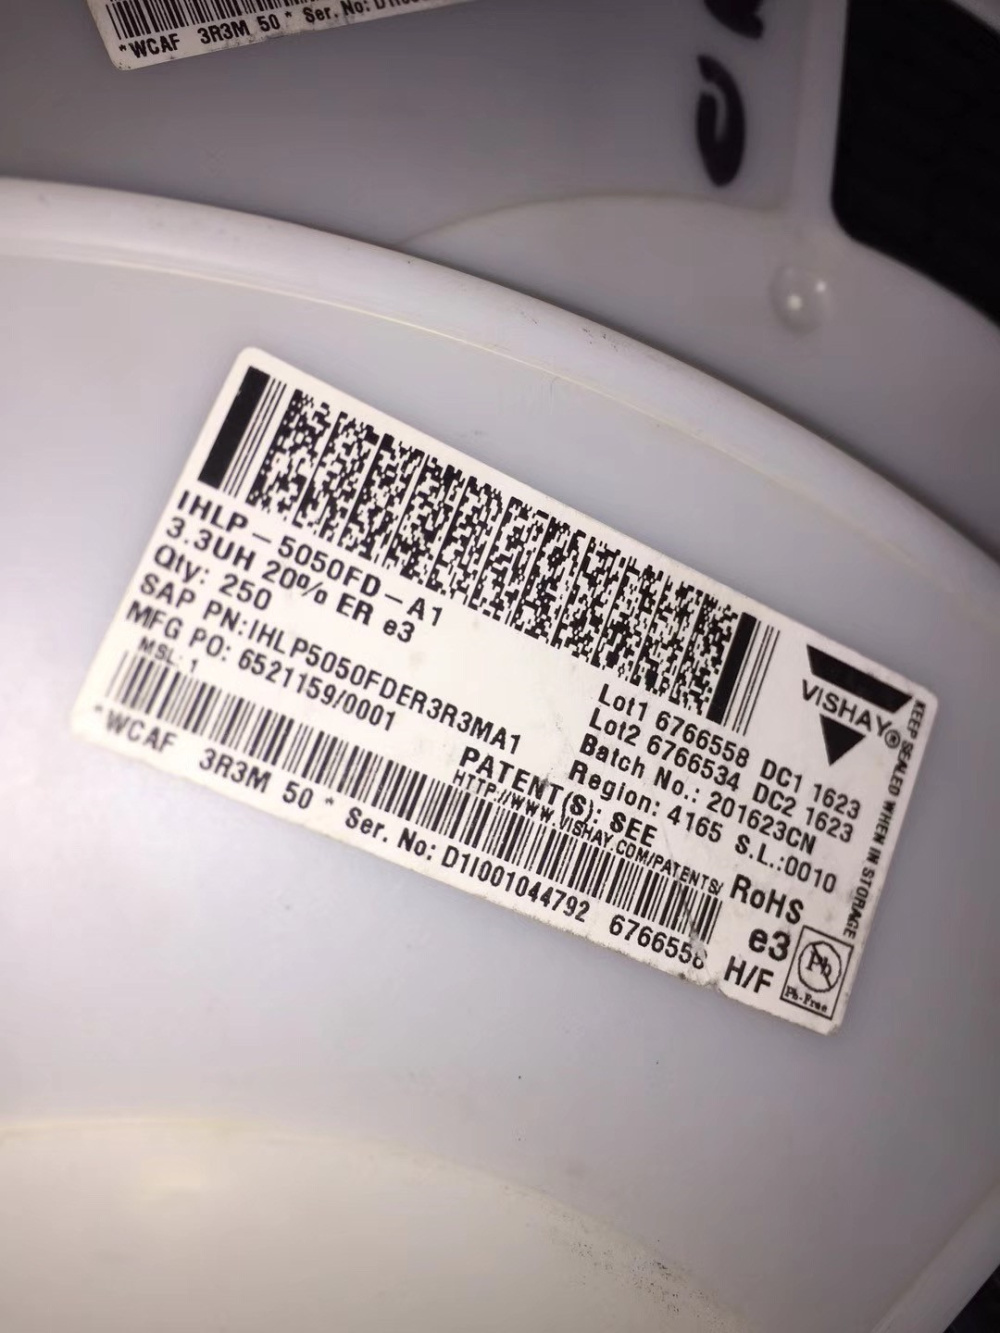 *WCAF 3R3M 50 * Ser. No:
IHLP-5050FD-A1
3.3UH 20% ER e3
Qty: 250
SAP PN:IHLP5050FDER3R3MA1
MFG PO: 6521159/0001
MSL: 1
Lot1 6766558 DC1 1623
Lot2 6766534 DC2 1623
Batch No.: 201623CN
Region: 4165 S.L.:0010
PATENT(S): SEE
HTTP://WWW.VISHAY.COM/PATENTS/
*WCAF 3R3M 50 * Ser. No: D1I001044792 6766558
VISHAY®
KEEP SEALED WHEN IN STORAGE
RoHS
e3
H/F
Pb
Pb-Free